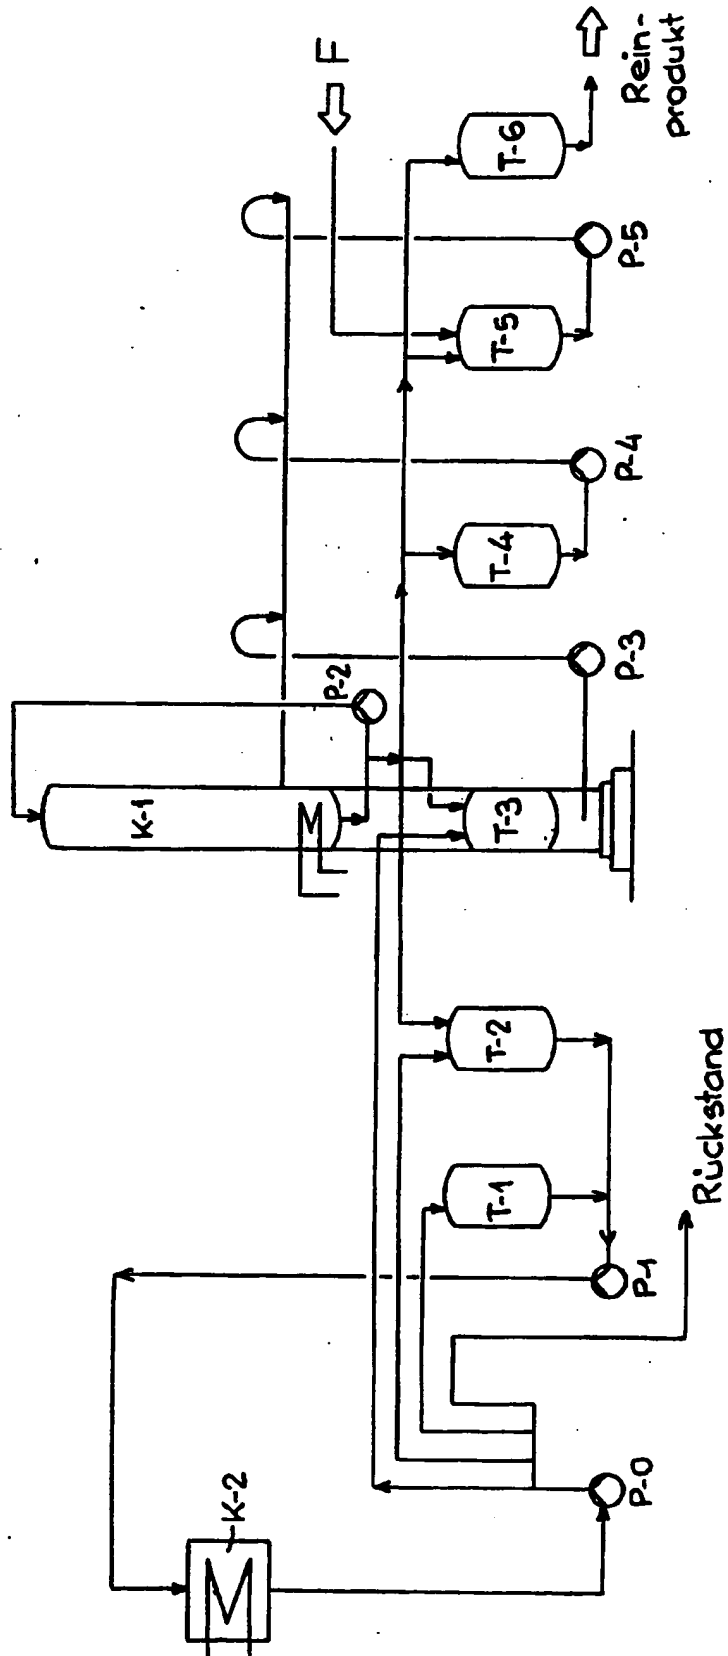 F
Rein-
produkt
T-6
P-5
T-5
P-4
T-4
P-3
P-2
K-1
T-3
T-2
T-1
Rückstand
P-1
K-2
P-0